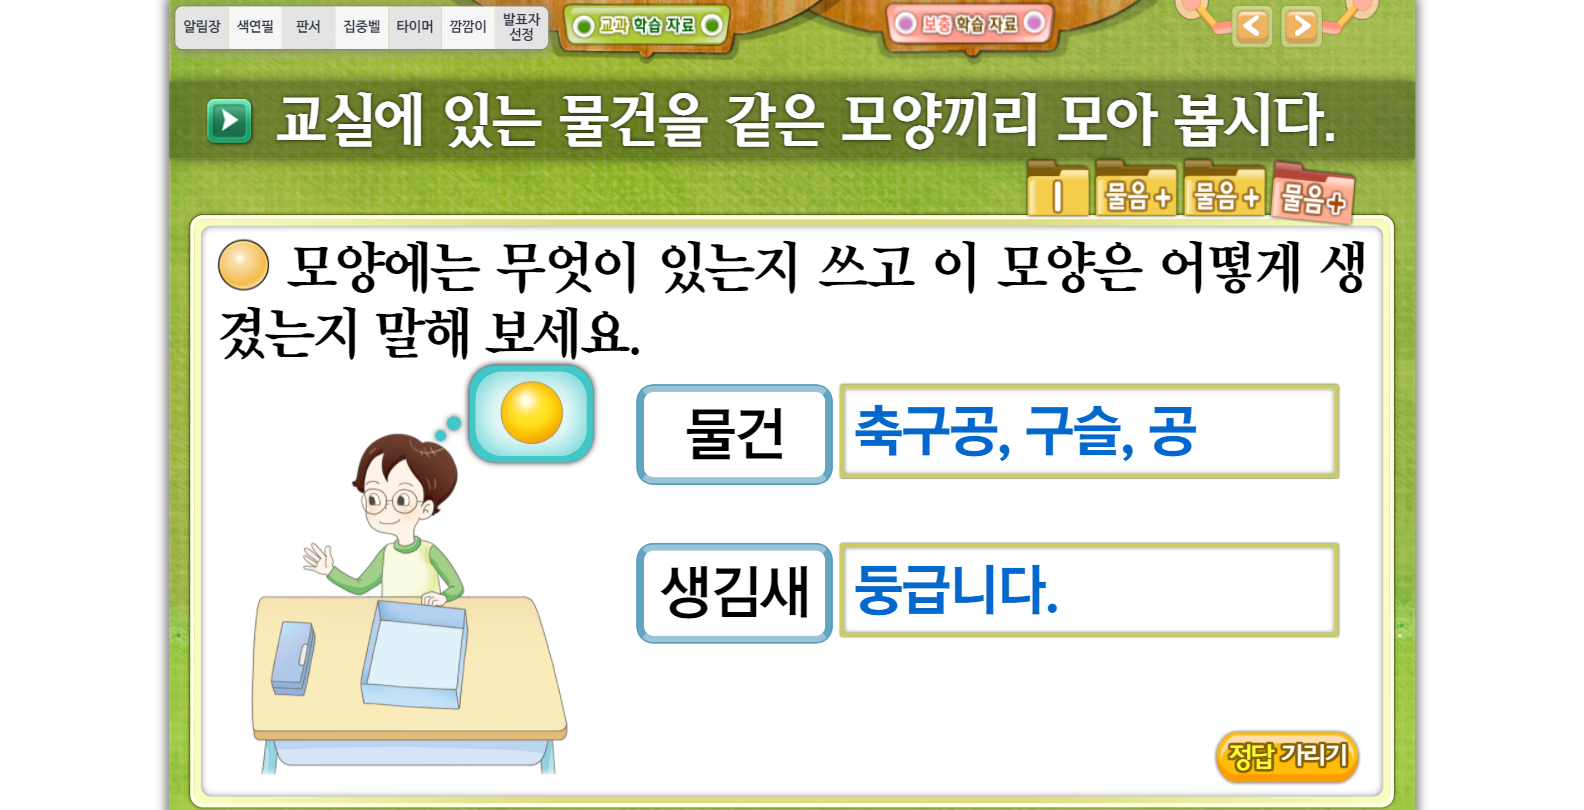 알림장 색연필 판서 집중벨 타이머 깜깜이 발표자 선정
교과 학습 자료
보충 학습 자료
교실에 있는 물건을 같은 모양끼리 모아 봅시다.
1 물음+ 물음+ 물음+
모양에는 무엇이 있는지 쓰고 이 모양은 어떻게 생
겼는지 말해 보세요.
물건 축구공, 구슬, 공
생김새 둥급니다.
정답 가리기